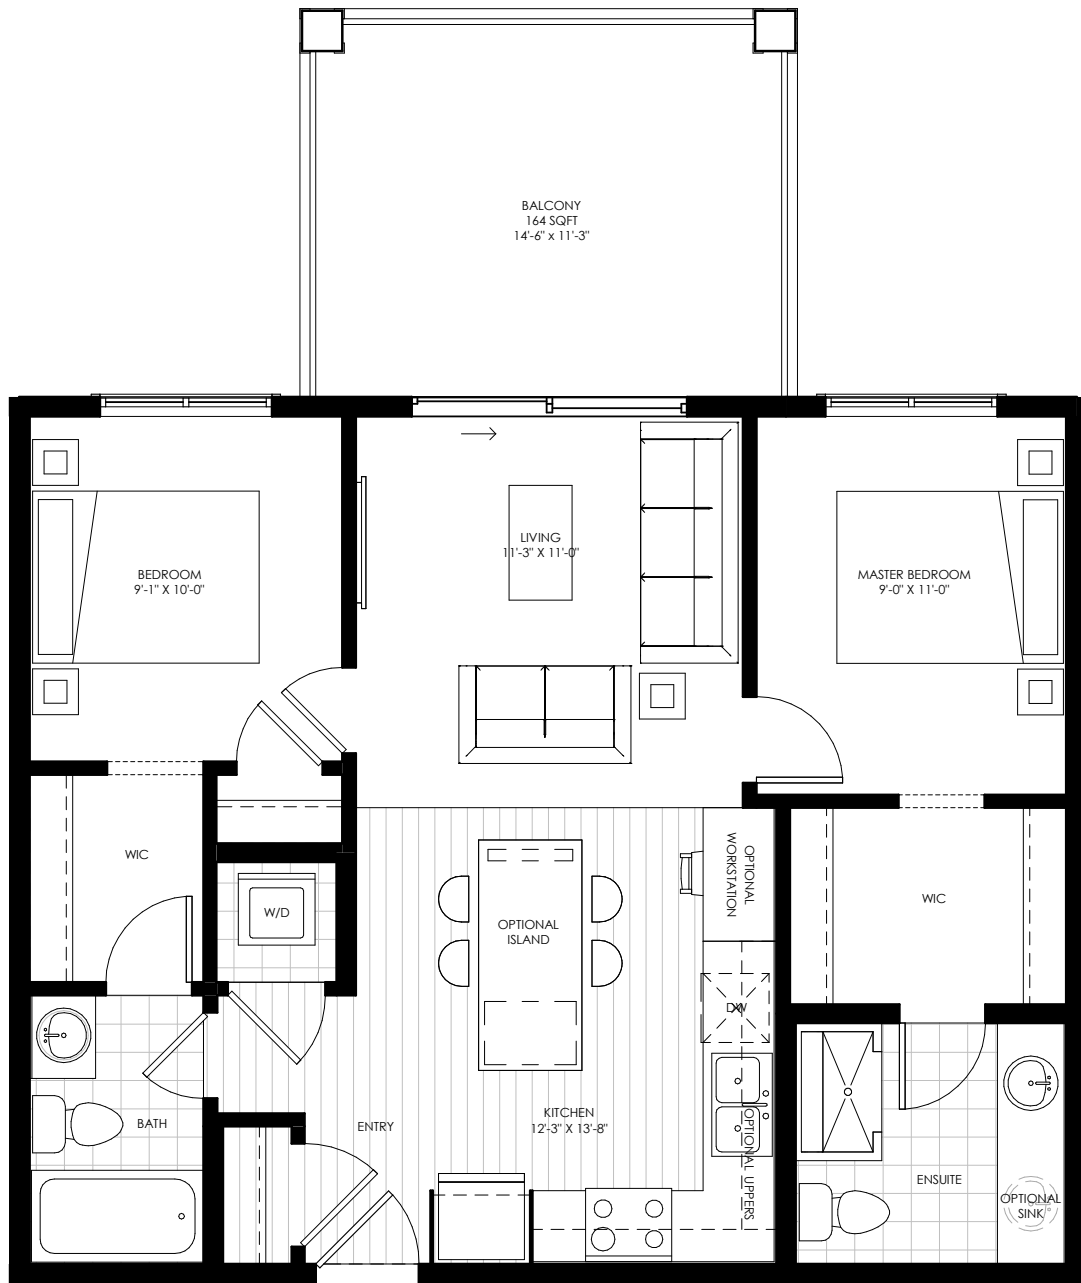 BALCONY
164 SQFT
14'-6" x 11'-3"
LIVING
11'-3" X 11'-0"
BEDROOM
9'-1" X 10'-0"
MASTER BEDROOM
9'-0" X 11'-0"
WIC
OPTIONAL
WORKSTATION
WIC
W/D
OPTIONAL
ISLAND
DW
KITCHEN
12'-3" X 13'-8"
BATH
ENTRY
OPTIONAL UPPERS
ENSUITE
OPTIONAL
SINK